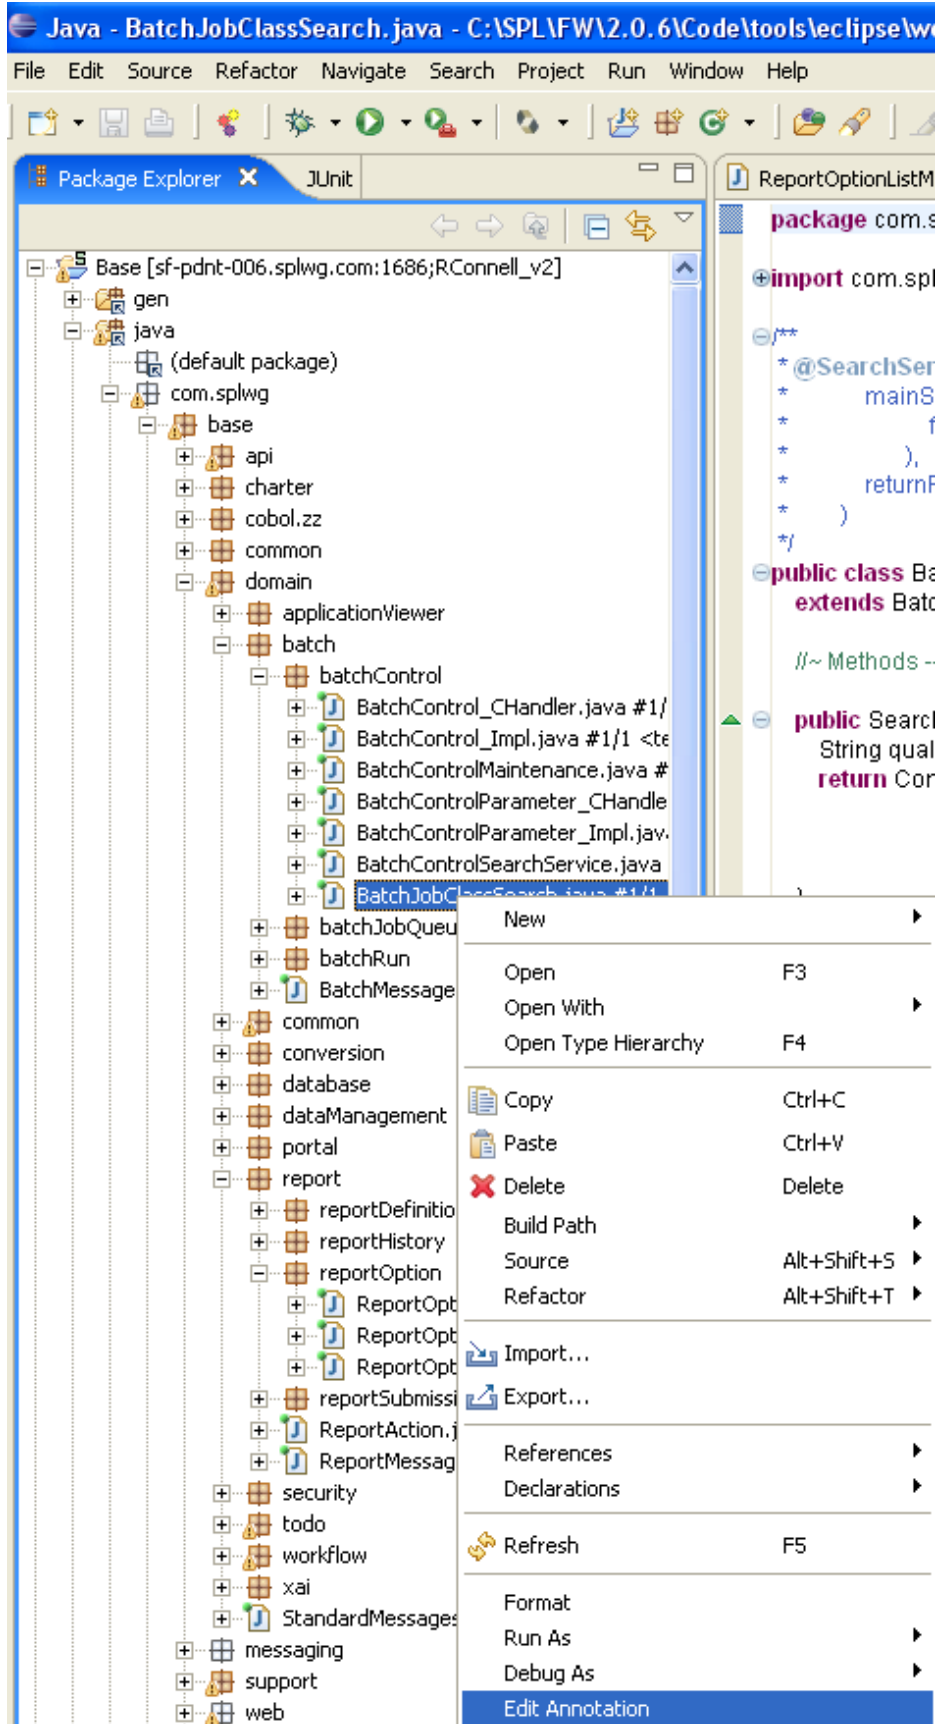 Java - BatchJobClassSearch.java - C:\SPL\FW\2.0.6\Code\tools\eclipse\w
File Edit Source Refactor Navigate Search Project Run Window Help
Package Explorer JUnit
ReportOptionListM
Base [sf-pdnt-006.splwg.com:1686;RConnell_v2]
gen
java
(default package)
com.splwg
base
api
charter
cobol.zz
common
domain
applicationViewer
batch
batchControl
BatchControl_CHandler.java #1/
BatchControl_Impl.java #1/1 <te
BatchControlMaintenance.java #
BatchControlParameter_CHandle
BatchControlParameter_Impl.jav
BatchControlSearchService.java
BatchJobClassSearch.java #1/1
batchJobQueu
batchRun
BatchMessage
common
conversion
database
dataManagement
portal
report
reportDefinitio
reportHistory
reportOption
ReportOpt
ReportOpt
ReportOpt
reportSubmissi
ReportAction.j
ReportMessag
security
todo
workflow
xai
StandardMessages
messaging
support
web
package com.s
import com.spl
/**
* @SearchSer
* mainS
* f
* ),
* returnF
* )
*/
public class Ba
extends Batc
//~ Methods --
public Search
String qual
return Con
}
New
Open F3
Open With
Open Type Hierarchy F4
Copy Ctrl+C
Paste Ctrl+V
Delete Delete
Build Path
Source Alt+Shift+S
Refactor Alt+Shift+T
Import...
Export...
References
Declarations
Refresh F5
Format
Run As
Debug As
Edit Annotation